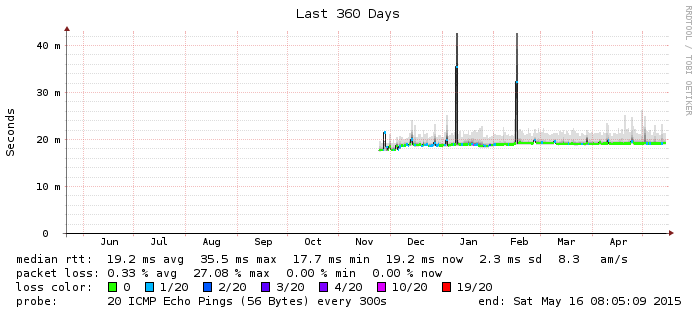 Last 360 Days
RRDTOOL / TOBI OETIKER
Seconds
40 m
30 m
20 m
10 m
0
Jun Jul Aug Sep Oct Nov Dec Jan Feb Mar Apr
median rtt: 19.2 ms avg 35.5 ms max 17.7 ms min 19.2 ms now 2.3 ms sd 8.3 am/s
packet loss: 0.33 % avg 27.08 % max 0.00 % min 0.00 % now
loss color: 0 1/20 2/20 3/20 4/20 10/20 19/20
probe: 20 ICMP Echo Pings (56 Bytes) every 300s end: Sat May 16 08:05:09 2015